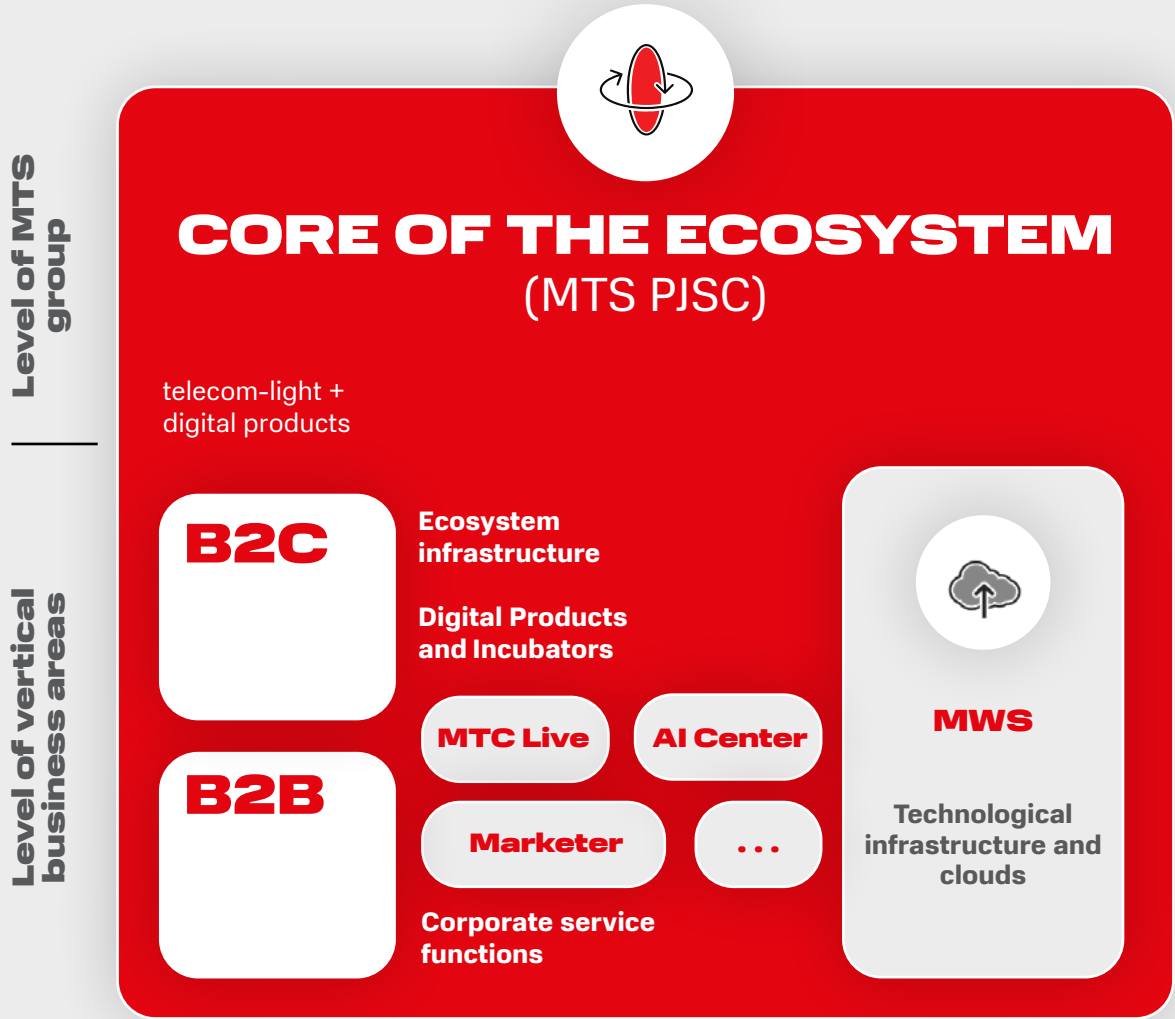 Level of MTS
group
CORE OF THE ECOSYSTEM
(MTS PJSC)
telecom-light +
digital products
Level of vertical
business areas
B2C
B2B
Ecosystem
infrastructure
Digital Products
and Incubators
MTC Live
AI Center
Marketer
...
Corporate service
functions
MWS
Technological
infrastructure and
clouds